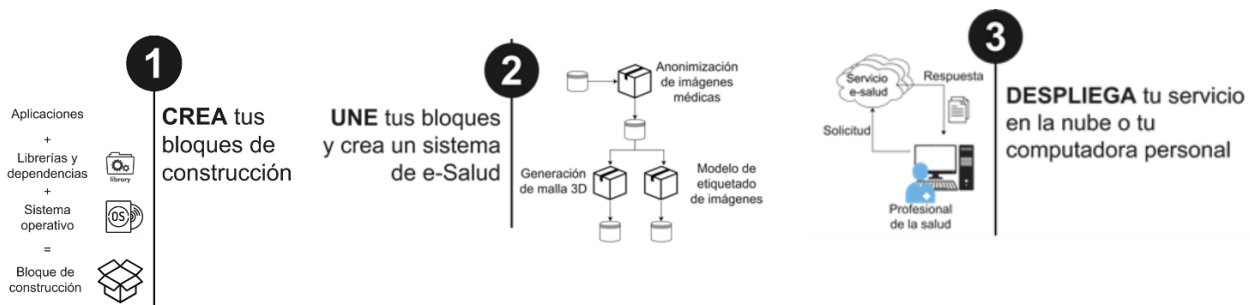 1
CREA tus
bloques de
construcción
Aplicaciones
+
Librerías y
dependencias
library
+
Sistema
operativo
OS
=
Bloque de
construcción
2
UNE tus bloques
y crea un sistema
de e-Salud
Anonimización
de imágenes
médicas
Generación
de malla 3D
Modelo de
etiquetado
de imágenes
3
DESPLIEGA tu servicio
en la nube o tu
computadora personal
Servicio
e-salud
Respuesta
Solicitud
Profesional
de la salud